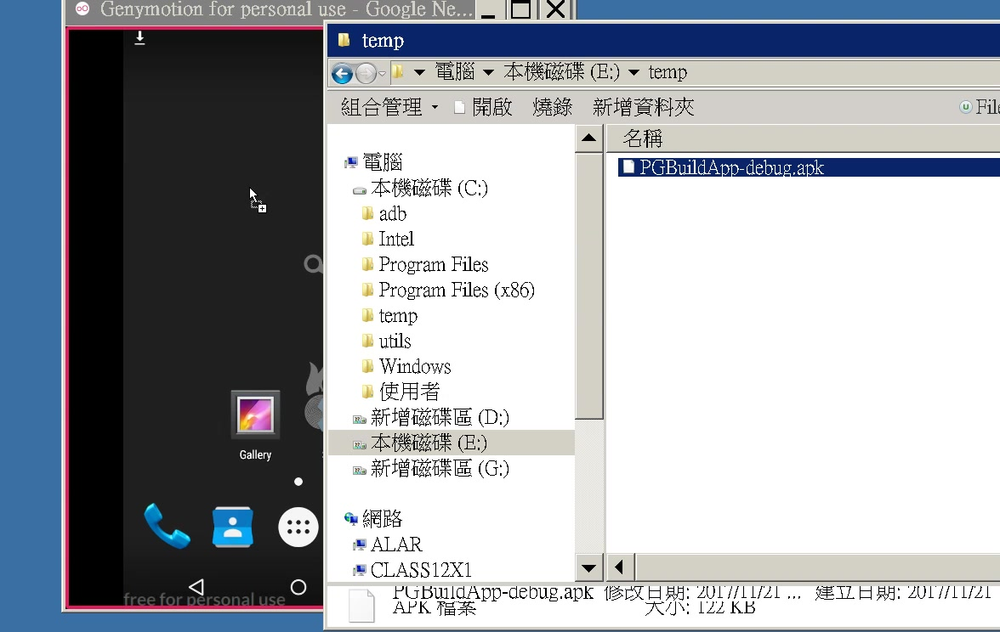 Genymotion for personal use - Google Ne...
temp
電腦 本機磁碟 (E:) temp
組合管理 開啟 燒錄 新增資料夾
名稱
電腦
本機磁碟 (C:)
adb
Intel
Program Files
Program Files (x86)
temp
utils
Windows
使用者
新增磁碟區 (D:)
本機磁碟 (E:)
新增磁碟區 (G:)
網路
ALAR
CLASS12X1
PGBuildApp-debug.apk
PGBuildApp-debug.apk 修改日期: 2017/11/21 ... 建立日期: 2017/11/21
APK 檔案 大小: 122 KB
Gallery
free for personal use